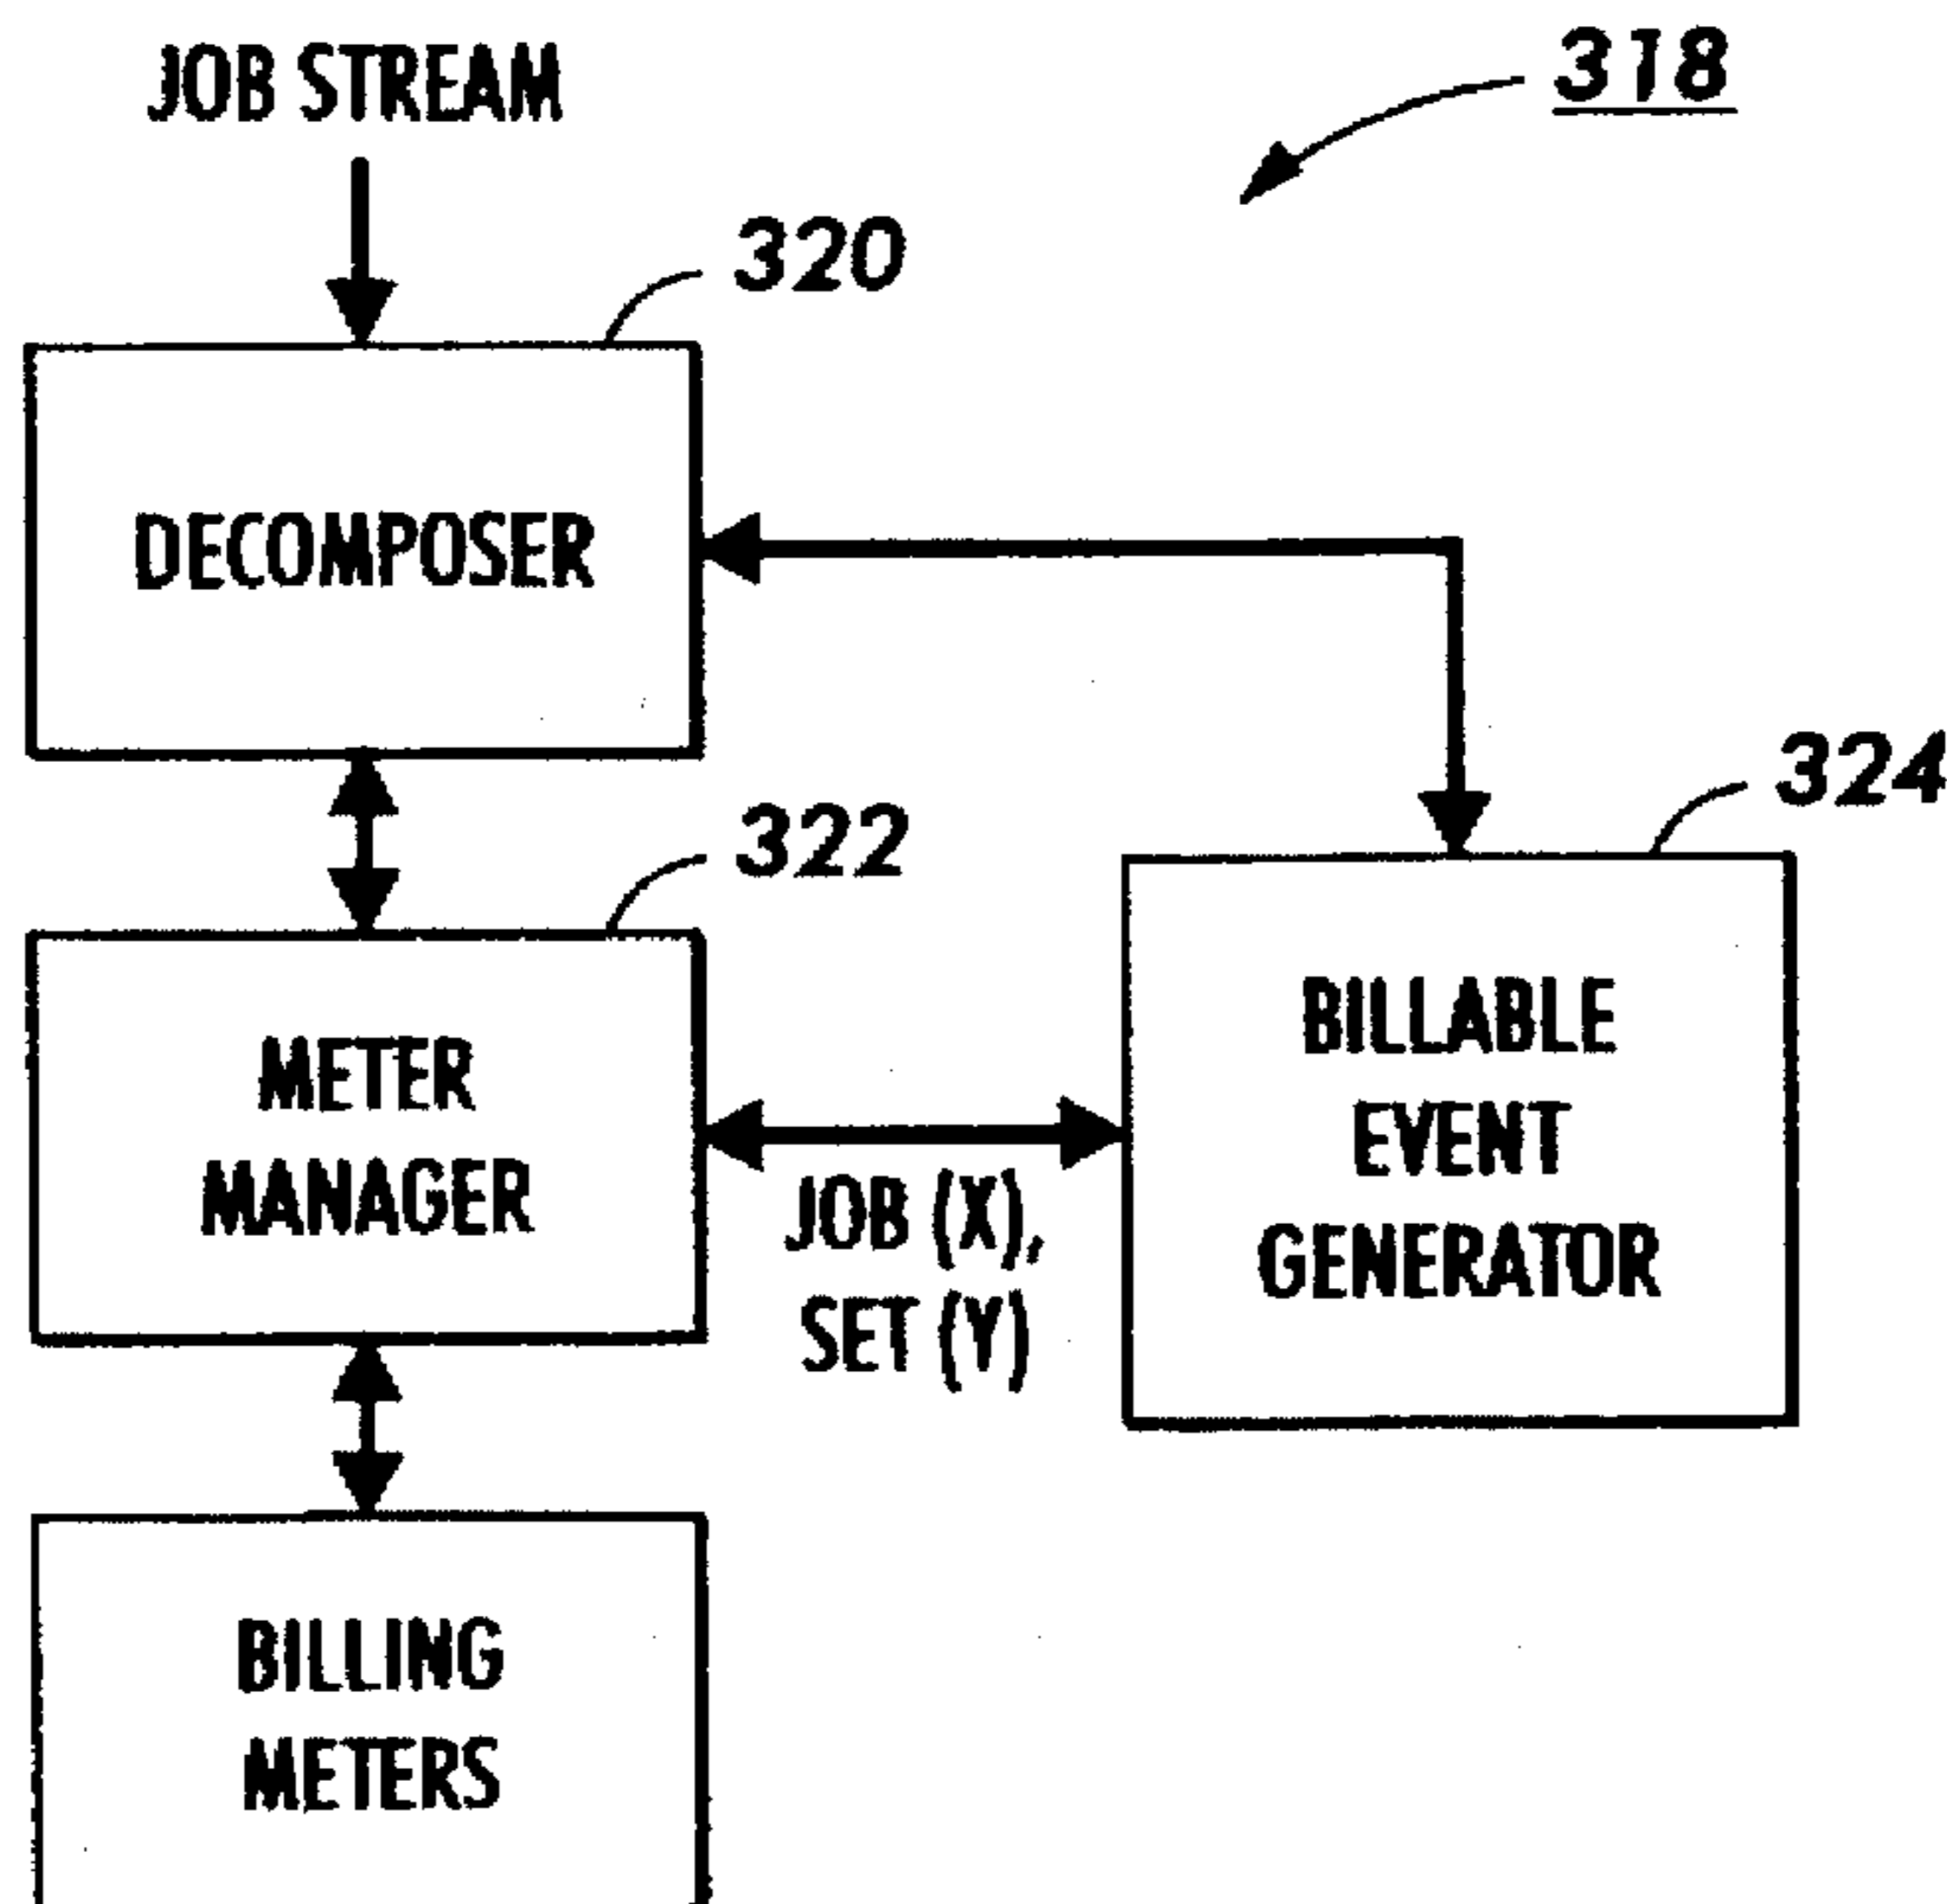 JOB STREAM
318
320
DECOMPOSER
322
324
METER
MANAGER
JOB (X),
SET (Y)
BILLABLE
EVENT
GENERATOR
BILLING
METERS